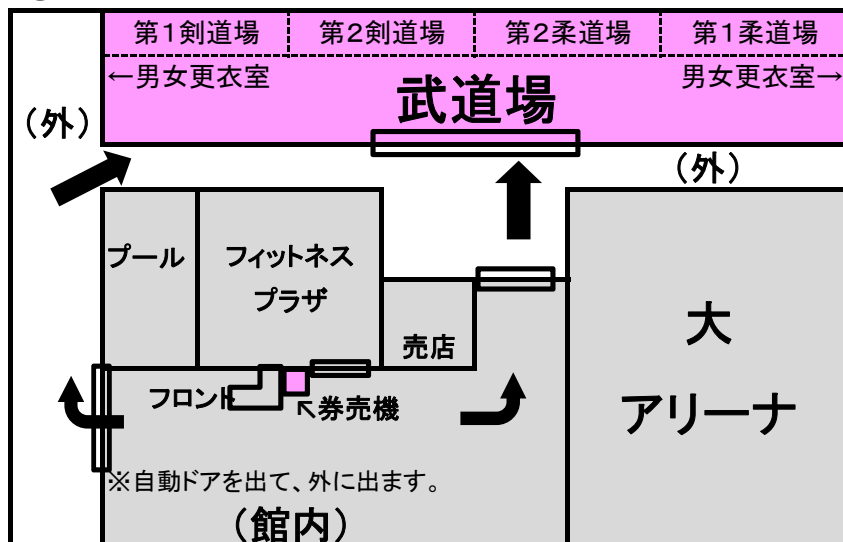 第1剣道場
第2剣道場
第2柔道場
第1柔道場
←男女更衣室
男女更衣室→
武道場
（外）
（外）
プール
フィットネス
プラザ
売店
大
アリーナ
フロント
↖券売機
※自動ドアを出て、外に出ます。
（館内）